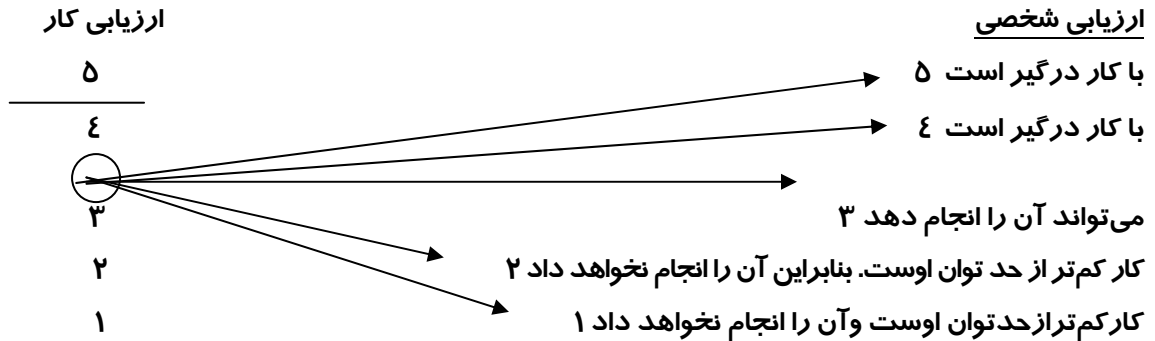 ارزیابی شخصی ارزیابی کار
با کار درگیر است ۵ ۵
با کار درگیر است ٤ ٤
می‌تواند آن را انجام دهد ۳ ۳
کار کم‌تر از حد توان اوست. بنابراین آن را انجام نخواهد داد ۲ ۲
کارکم‌ترازحدتوان اوست وآن را انجام نخواهد داد ۱ ۱